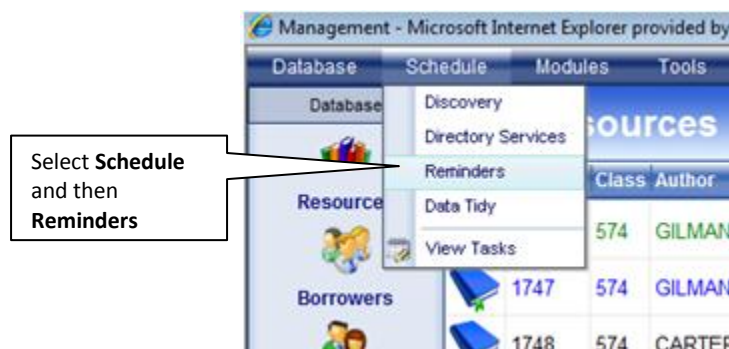 Management - Microsoft Internet Explorer provided by
Database Schedule Modules Tools
Database
Discovery
Directory Services
Reminders
Data Tidy
View Tasks
ources
Class Author
Select Schedule
and then
Reminders
Resource
574 GILMAN
Borrowers
1747 574 GILMAN
1748 574 CARTER